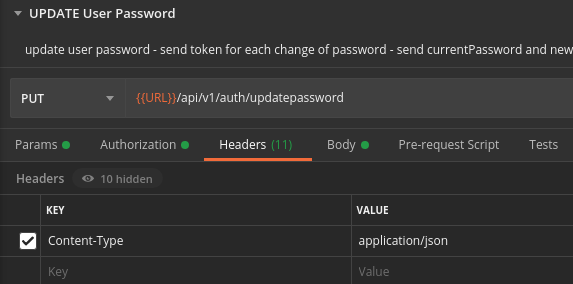 UPDATE User Password
update user password - send token for each change of password - send currentPassword and new
PUT {{URL}}/api/v1/auth/updatepassword
Params Authorization Headers (11) Body Pre-request Script Tests
Headers 10 hidden
KEY VALUE
Content-Type application/json
Key Value